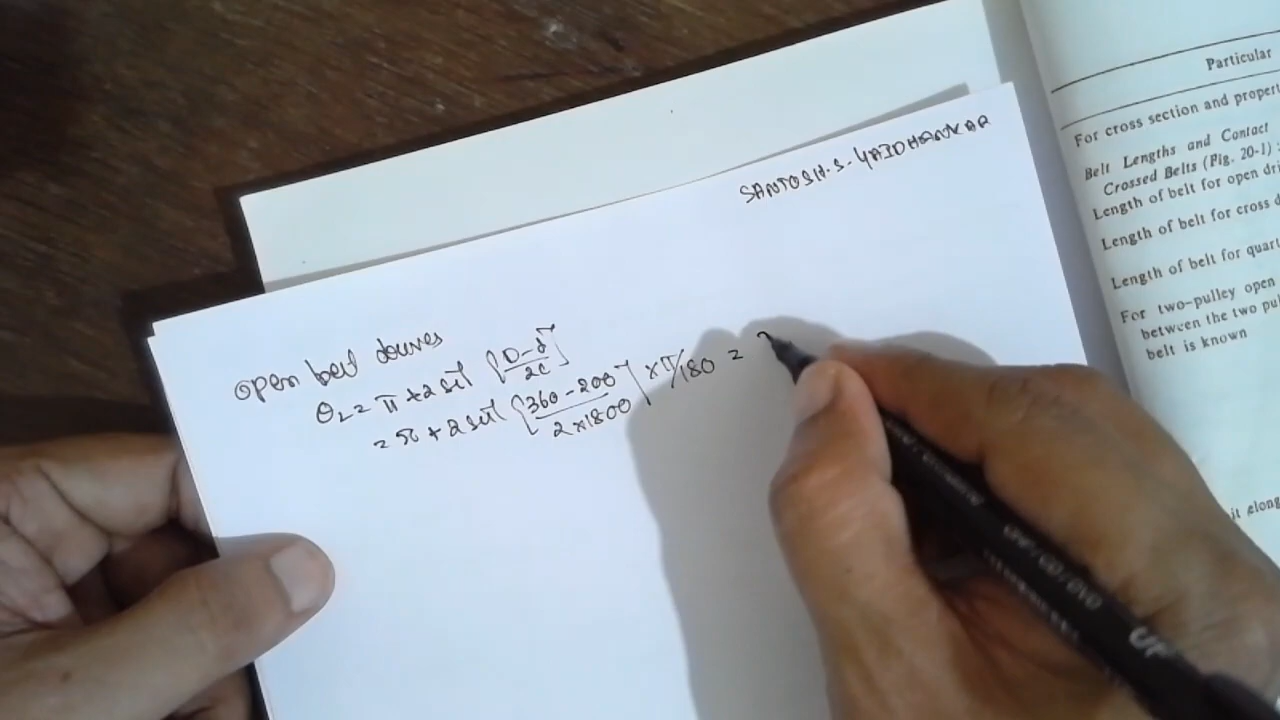 SANTOSH.S.YAIDHANKAR
open belt drives
θL = π + 2 sin⁻¹ [D-d/2C]
= π + 2 sin⁻¹ [360-200/2x1800] x π/180 =
Particular
For cross section and propert
Belt Lengths and Contact
Crossed Belts (Fig. 20-1) :
Length of belt for open dri
Length of belt for cross d
Length of belt for quart
For two-pulley open
between the two pul
belt is known
it along